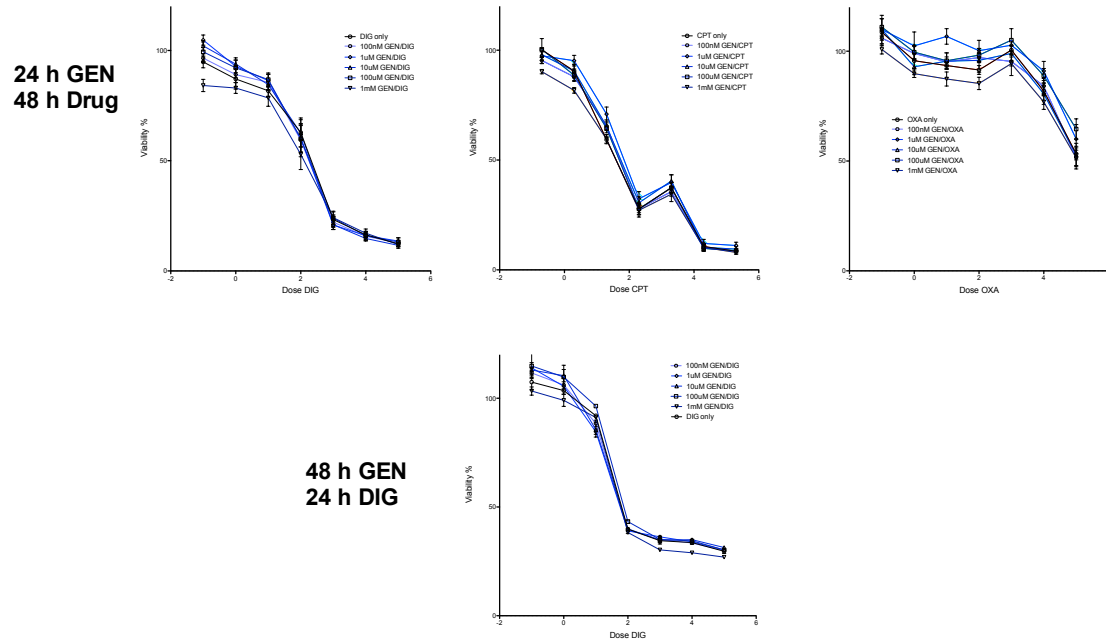 24 h GEN
48 h Drug
Viability %
100
50
0
-2
0
2
4
6
Dose DIG
DIG only
100nM GEN/DIG
1uM GEN/DIG
10uM GEN/DIG
100uM GEN/DIG
1mM GEN/DIG
Viability %
100
50
0
-2
0
2
4
6
Dose CPT
CPT only
100nM GEN/CPT
1uM GEN/CPT
10uM GEN/CPT
100uM GEN/CPT
1mM GEN/CPT
Viability %
100
50
0
-2
0
2
4
Dose OXA
OXA only
100nM GEN/OXA
1uM GEN/OXA
10uM GEN/OXA
100uM GEN/OXA
1mM GEN/OXA
48 h GEN
24 h DIG
Viability %
100
50
0
-2
0
2
4
6
Dose DIG
100nM GEN/DIG
1uM GEN/DIG
10uM GEN/DIG
100uM GEN/DIG
1mM GEN/DIG
DIG only